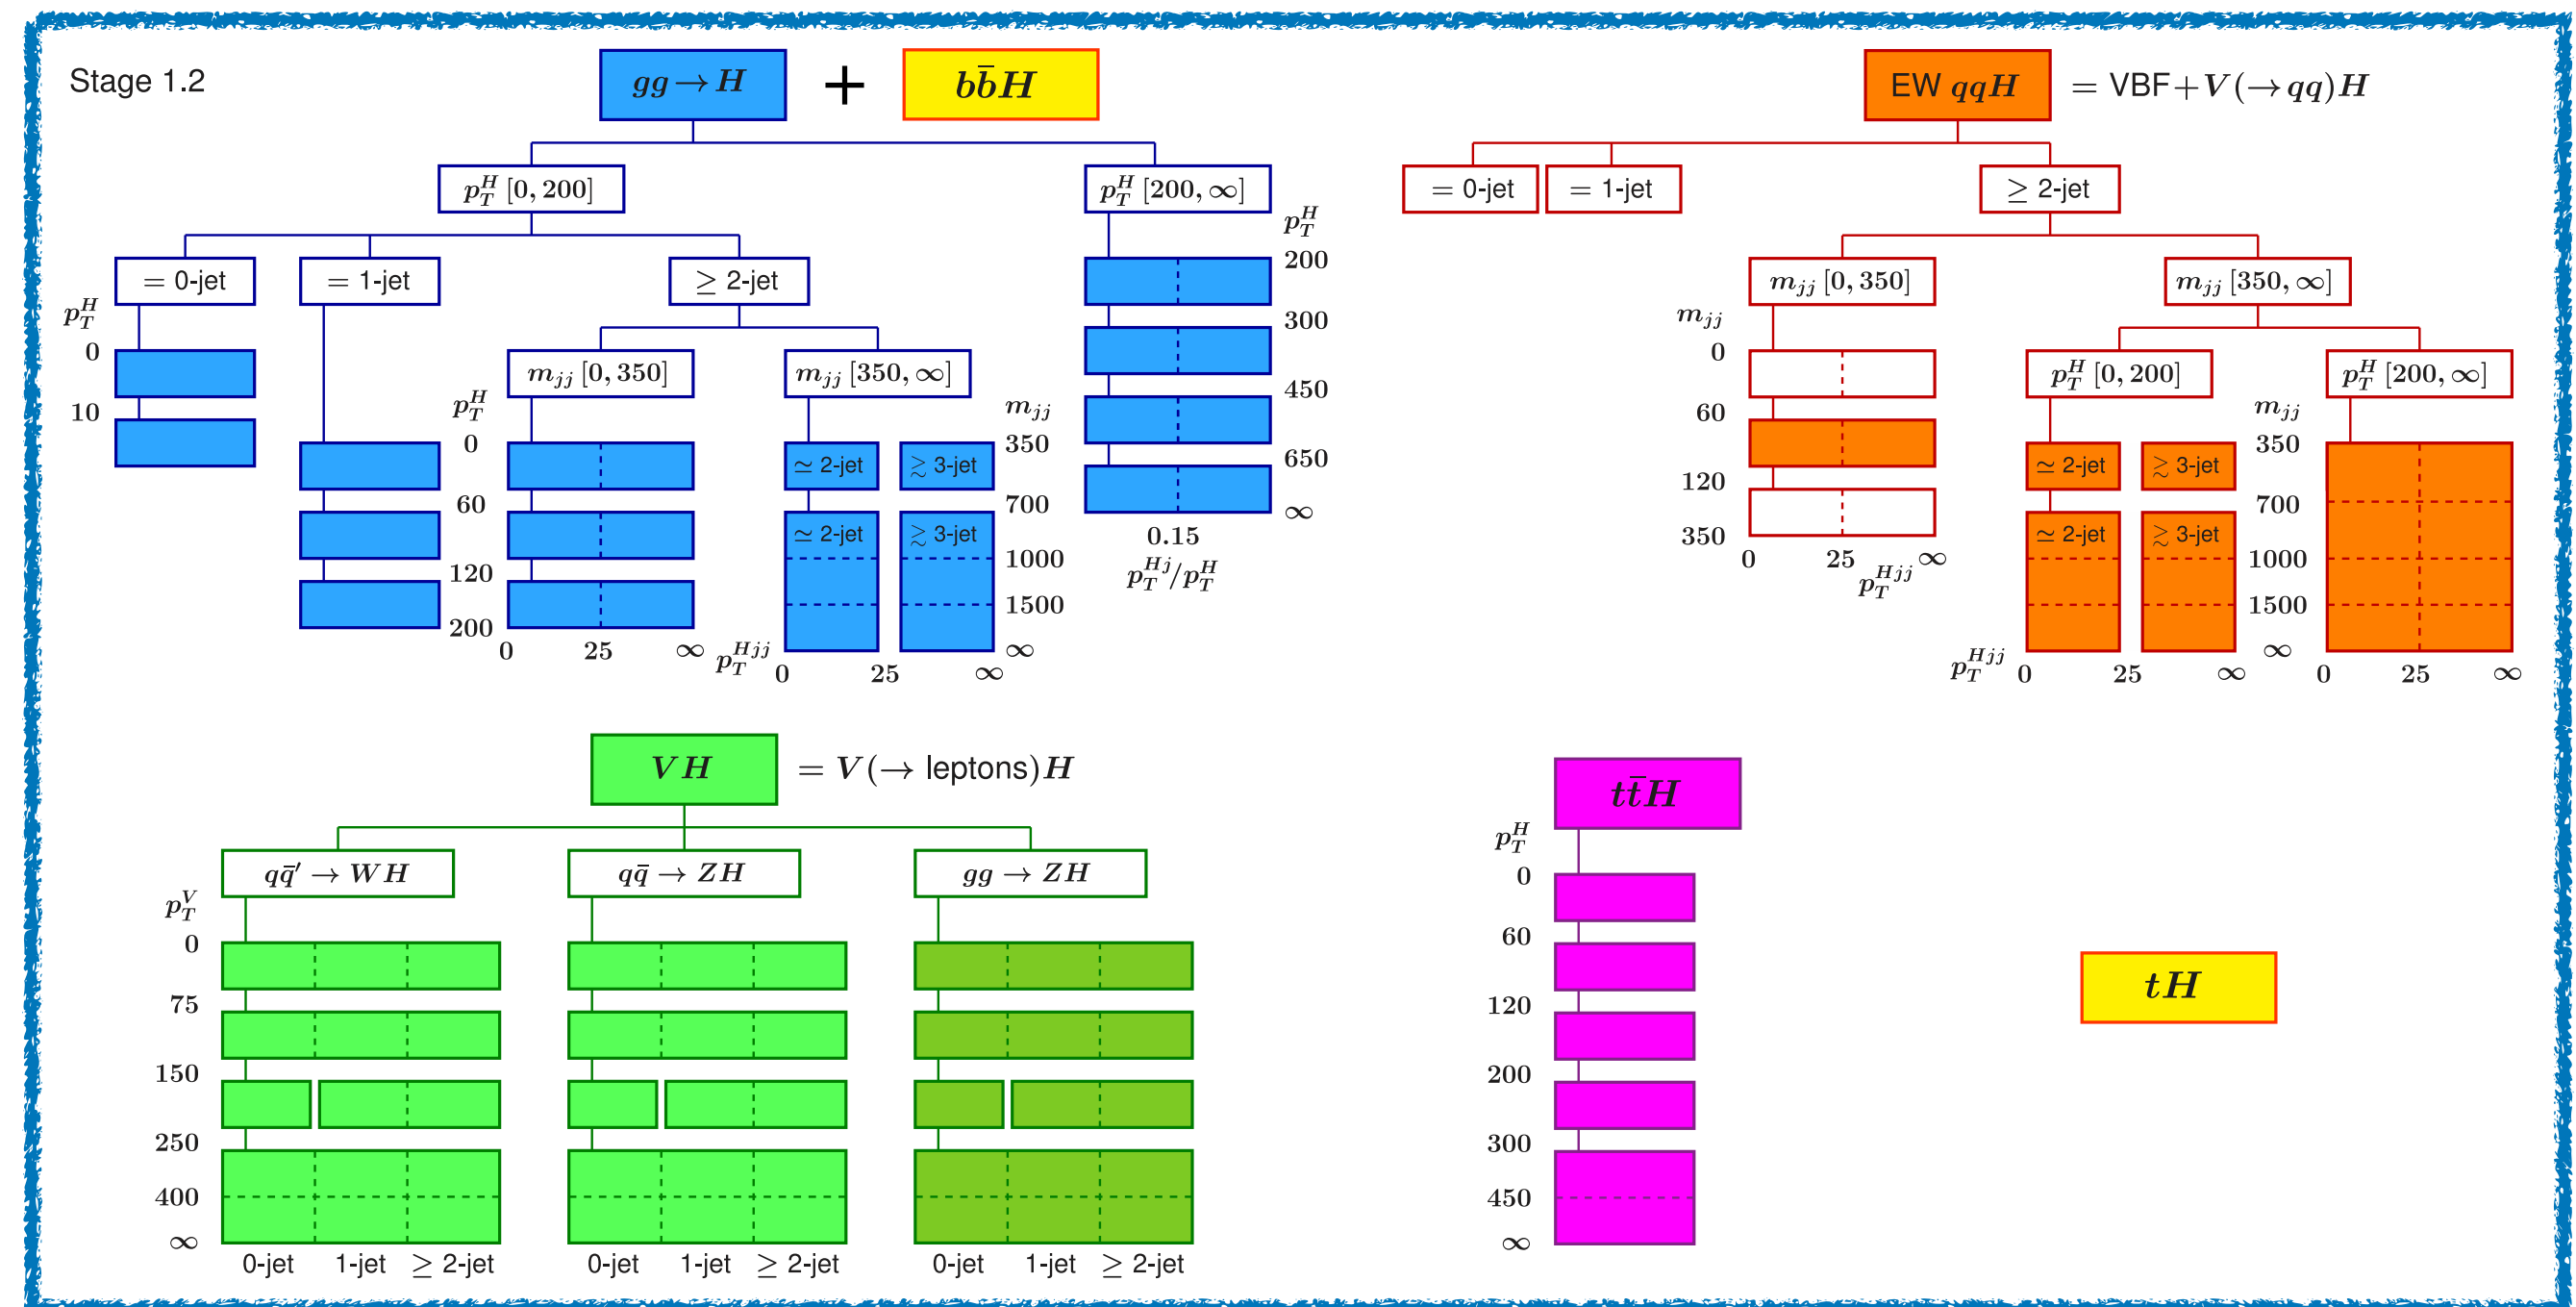 Stage 1.2
gg → H + bb̄H
p_T^H [0, 200]
p_T^H [200, ∞]
= 0-jet
= 1-jet
≥ 2-jet
p_T^H
0
10
m_jj [0, 350]
m_jj [350, ∞]
p_T^H
0
60
120
200
0 25 ∞
≃ 2-jet ≳ 3-jet
≃ 2-jet ≳ 3-jet
m_jj
350
700
1000
1500
∞
p_T^Hjj
0 25 ∞
p_T^H
200
300
450
650
∞
0.15
p_T^Hj/p_T^H
EW qqH = VBF+V(→qq)H
= 0-jet
= 1-jet
≥ 2-jet
m_jj [0, 350]
m_jj [350, ∞]
m_jj
0
60
120
350
0 25 ∞
p_T^Hjj
p_T^H [0, 200]
p_T^H [200, ∞]
≃ 2-jet ≳ 3-jet
≃ 2-jet ≳ 3-jet
m_jj
350
700
1000
1500
∞
p_T^Hjj
0 25 ∞
0 25 ∞
VH = V(→ leptons)H
qq̄′ → WH
qq̄ → ZH
gg → ZH
p_T^V
0
75
150
250
400
∞
0-jet 1-jet ≥ 2-jet
0-jet 1-jet ≥ 2-jet
0-jet 1-jet ≥ 2-jet
tt̄H
p_T^H
0
60
120
200
300
450
∞
tH